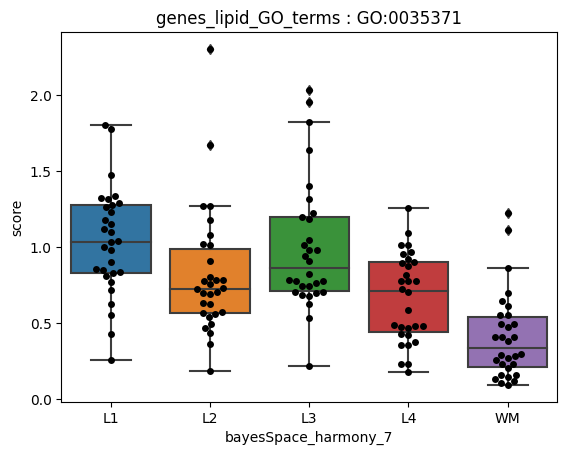 genes_lipid_GO_terms : GO:0035371
score
2.0
1.5
1.0
0.5
0.0
L1 L2 L3 L4 WM
bayesSpace_harmony_7